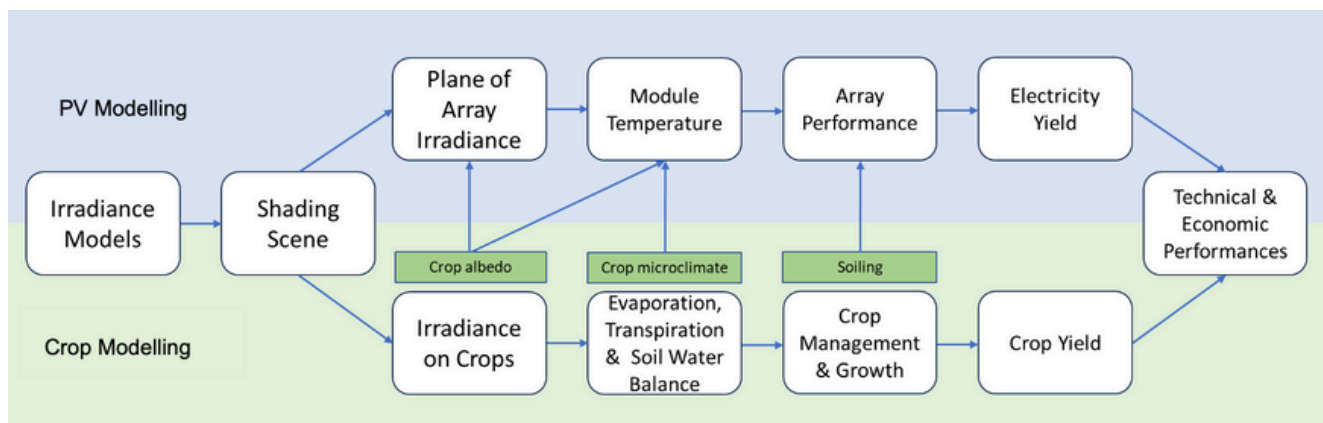 PV Modelling
Plane of
Array
Irradiance
Module
Temperature
Array
Performance
Electricity
Yield
Irradiance
Models
Shading
Scene
Technical &
Economic
Performances
Crop albedo
Crop microclimate
Soiling
Crop Modelling
Irradiance
on Crops
Evaporation,
Transpiration
& Soil Water
Balance
Crop
Management
& Growth
Crop Yield